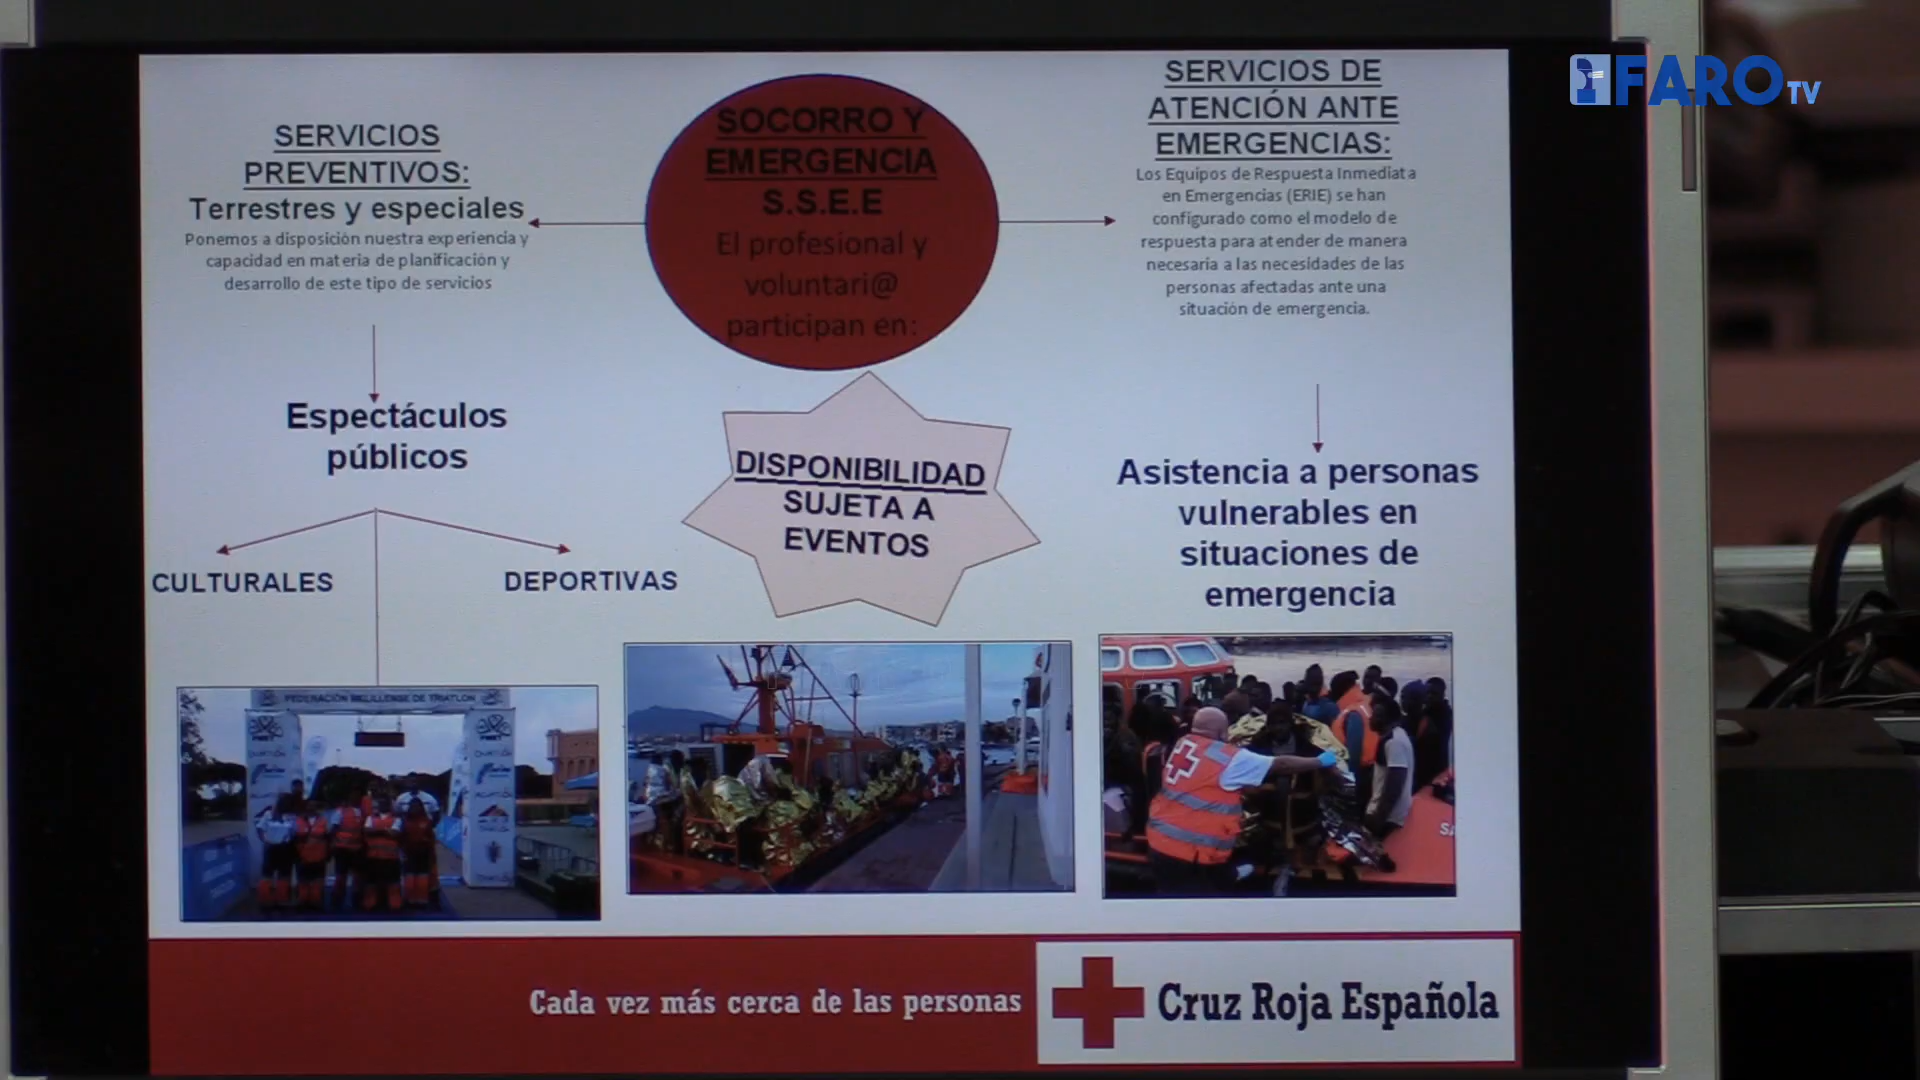 FARO TV
SERVICIOS
PREVENTIVOS:
Terrestres y especiales
Ponemos a disposición nuestra experiencia y
capacidad en materia de planificación y
desarrollo de este tipo de servicios
Espectáculos
públicos
CULTURALES
DEPORTIVAS
SOCORRO Y
EMERGENCIA
S.S.E.E
El profesional y
voluntari@
participan en:
DISPONIBILIDAD
SUJETA A
EVENTOS
SERVICIOS DE
ATENCIÓN ANTE
EMERGENCIAS:
Los Equipos de Respuesta Inmediata
en Emergencias (ERIE) se han
configurado como el modelo de
respuesta para atender de manera
necesaria a las necesidades de las
personas afectadas ante una
situación de emergencia.
Asistencia a personas
vulnerables en
situaciones de
emergencia
FEDERACIÓN MELILLENSE DE TRIATLÓN
Cada vez más cerca de las personas
Cruz Roja Española